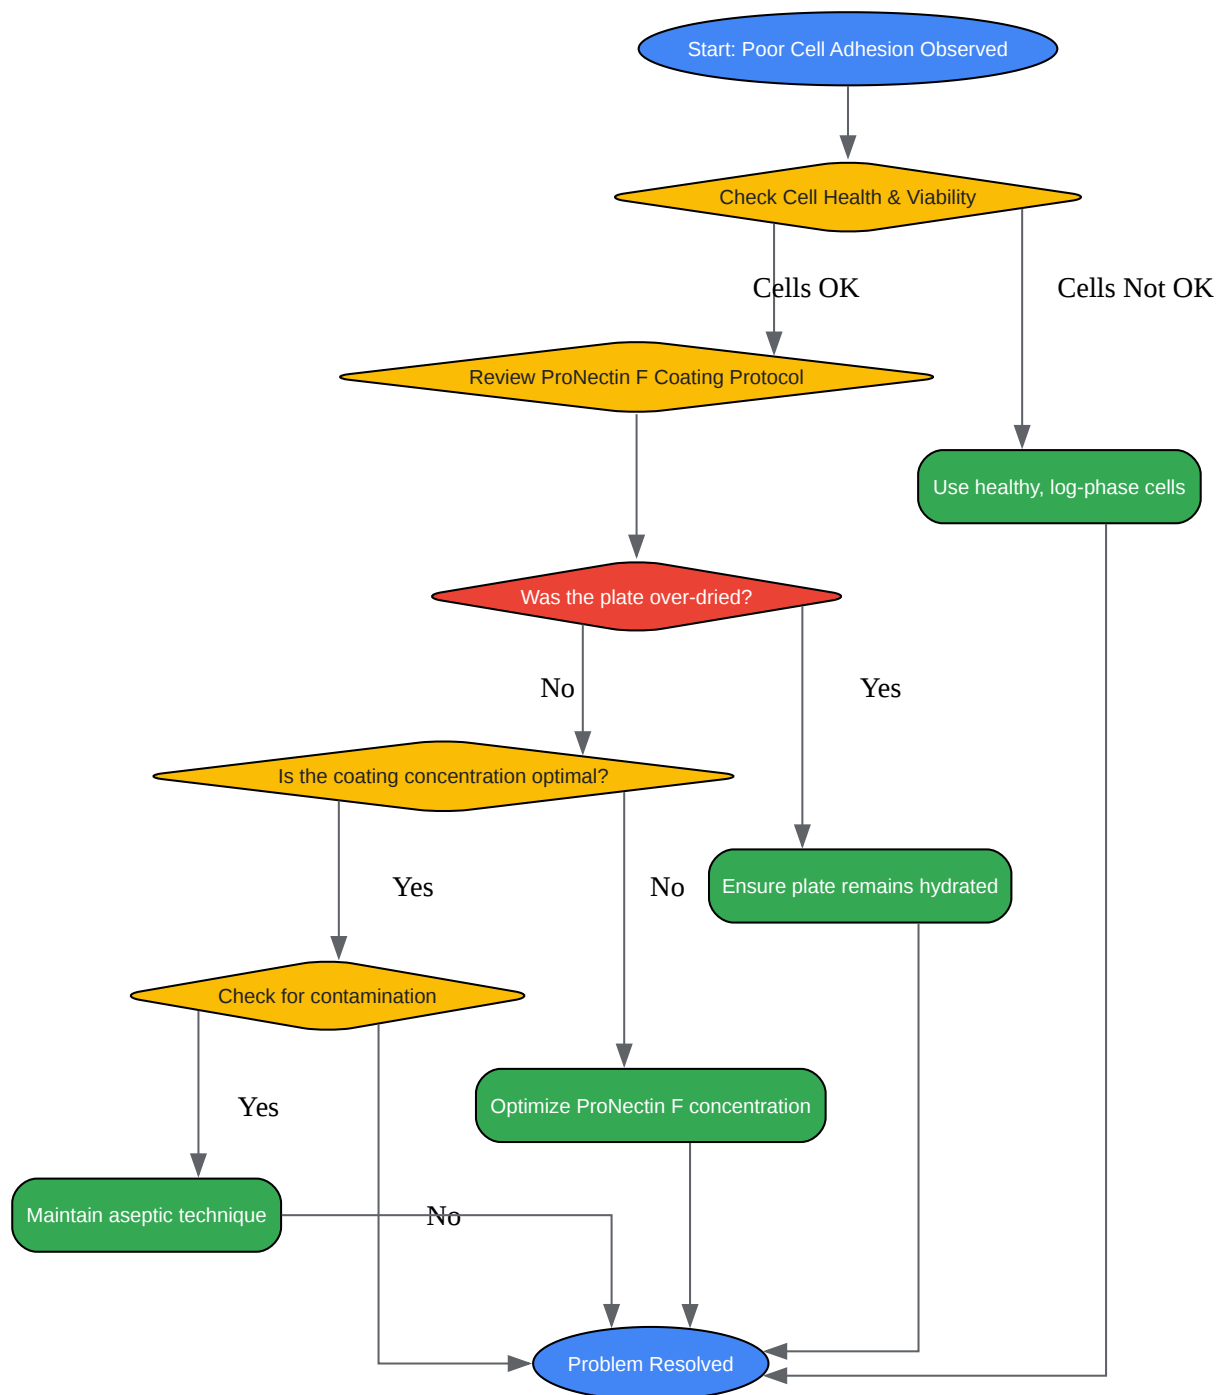 Start: Poor Cell Adhesion Observed
Check Cell Health & Viability
Cells OK
Cells Not OK
Review ProNectin F Coating Protocol
Use healthy, log-phase cells
Was the plate over-dried?
No
Yes
Is the coating concentration optimal?
Yes
No
Ensure plate remains hydrated
Check for contamination
Yes
Optimize ProNectin F concentration
Maintain aseptic technique
No
Problem Resolved